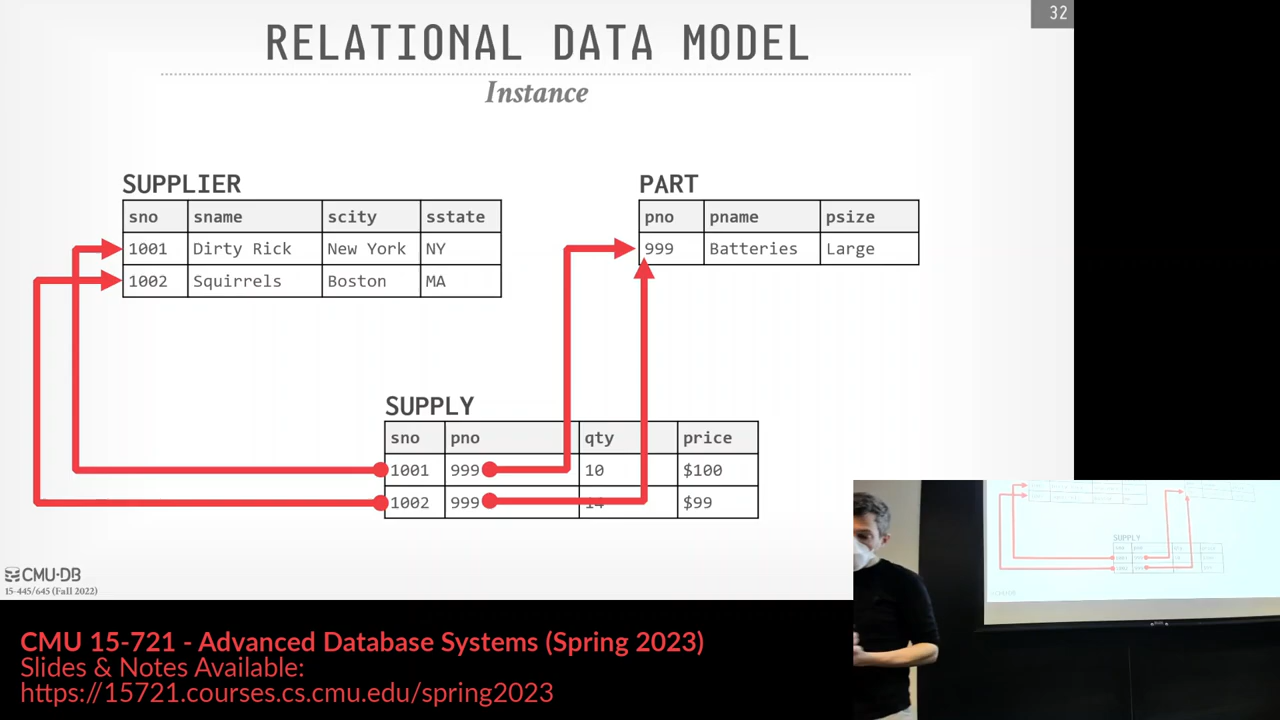 32
RELATIONAL DATA MODEL
Instance
SUPPLIER
sno sname scity sstate
1001 Dirty Rick New York NY
1002 Squirrels Boston MA
PART
pno pname psize
999 Batteries Large
SUPPLY
sno pno qty price
1001 999 10 $100
1002 999 14 $99
CMU·DB
15-445/645 (Fall 2022)
SUPPLY
CMU 15-721 - Advanced Database Systems (Spring 2023)
Slides & Notes Available:
https://15721.courses.cs.cmu.edu/spring2023